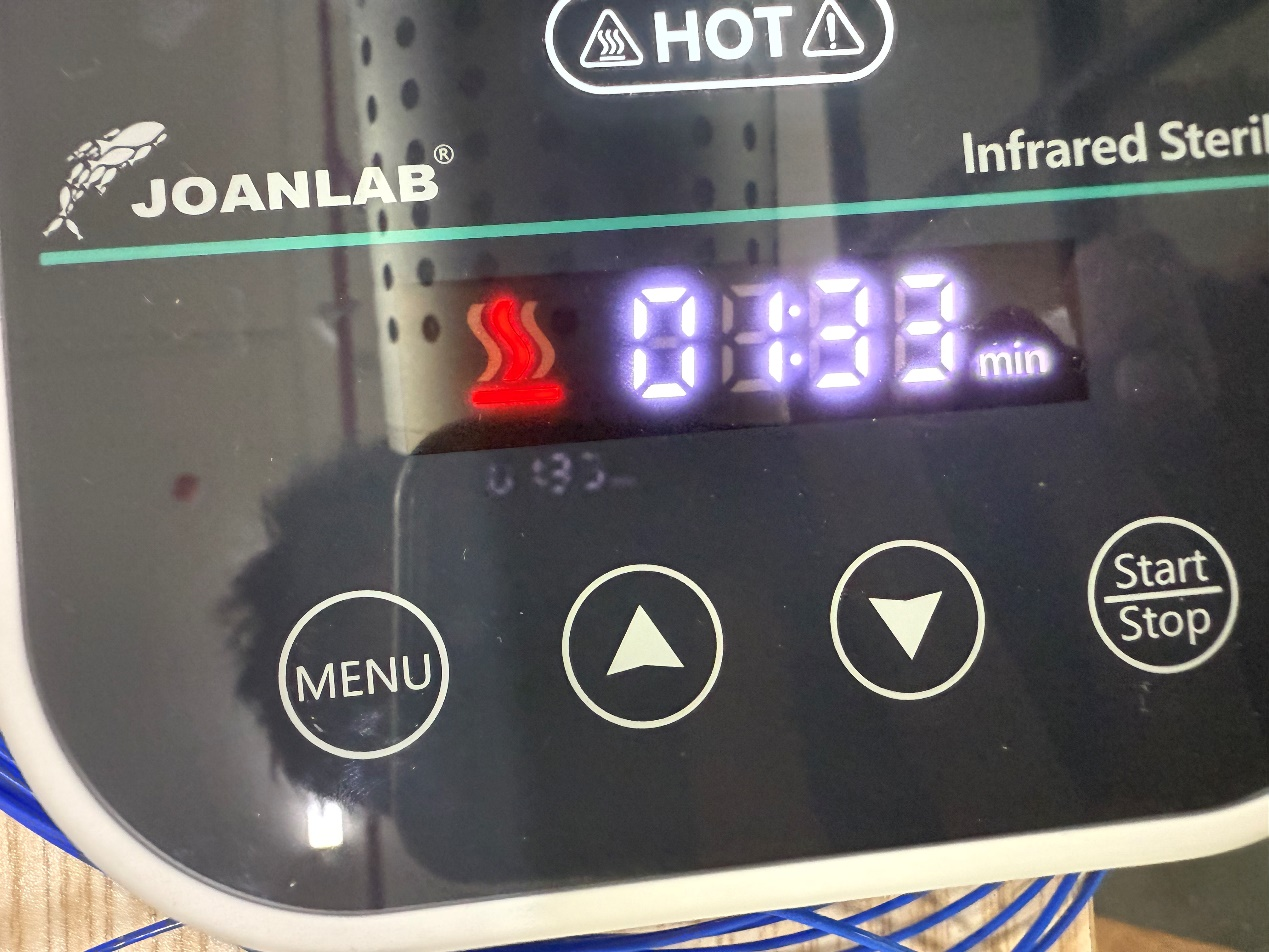 HOT
JOANLAB®
Infrared Steril
01:33 min
MENU
Start
Stop